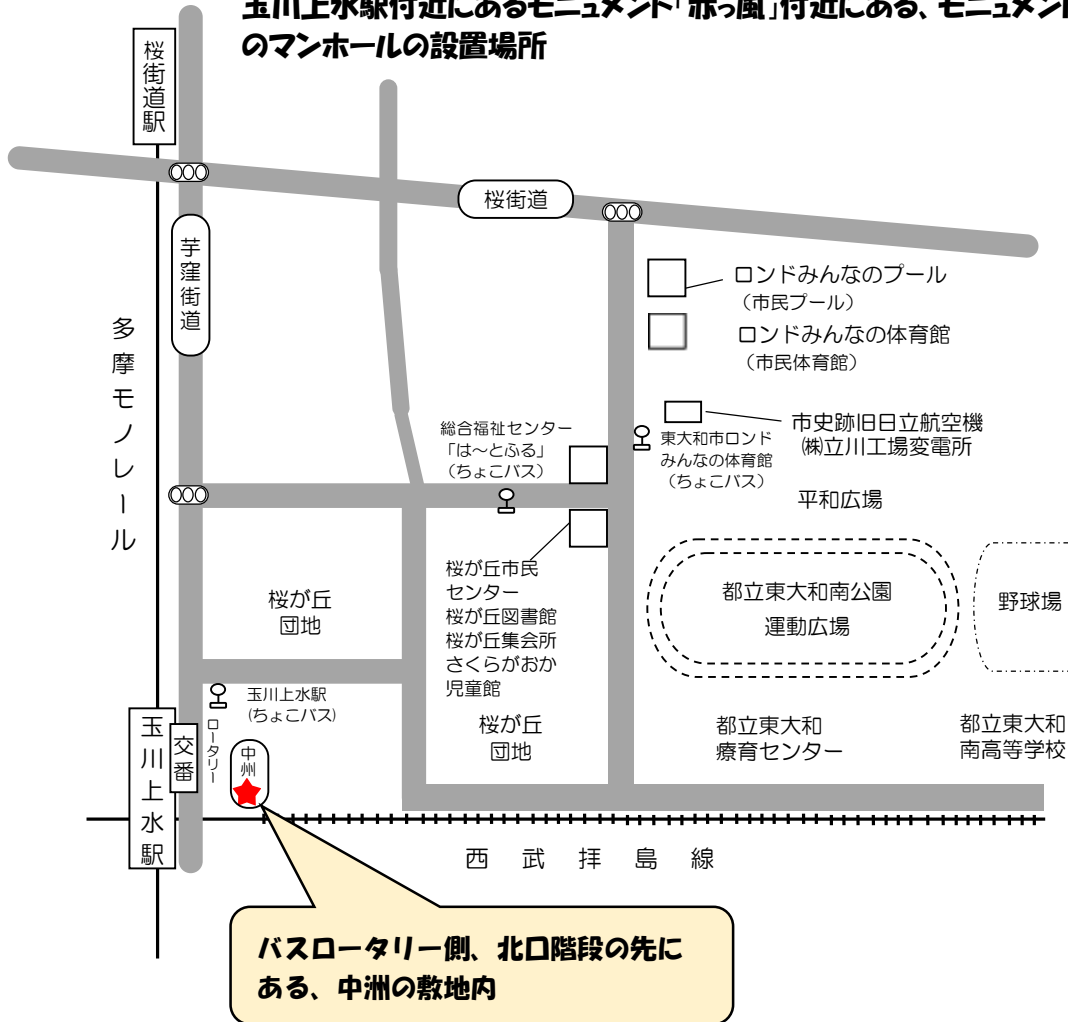 玉川上水駅付近にあるモニュメント「赤っ風」付近にある、モニュメント
のマンホールの設置場所
桜街道駅
桜街道
芋窪街道
多摩モノレール
ロンドみんなのプール
（市民プール）
ロンドみんなの体育館
（市民体育館）
市史跡旧日立航空機
㈱立川工場変電所
東大和市ロンド
みんなの体育館
（ちょこバス）
平和広場
総合福祉センター
「は～とふる」
（ちょこバス）
桜が丘市民
センター
桜が丘図書館
桜が丘集会所
さくらがおか
児童館
桜が丘
団地
都立東大和南公園
運動広場
野球場
玉川上水駅
（ちょこバス）
ロータリー
中州
交番
玉川上水駅
桜が丘
団地
都立東大和
療育センター
都立東大和
南高等学校
西武拝島線
バスロータリー側、北口階段の先に
ある、中洲の敷地内